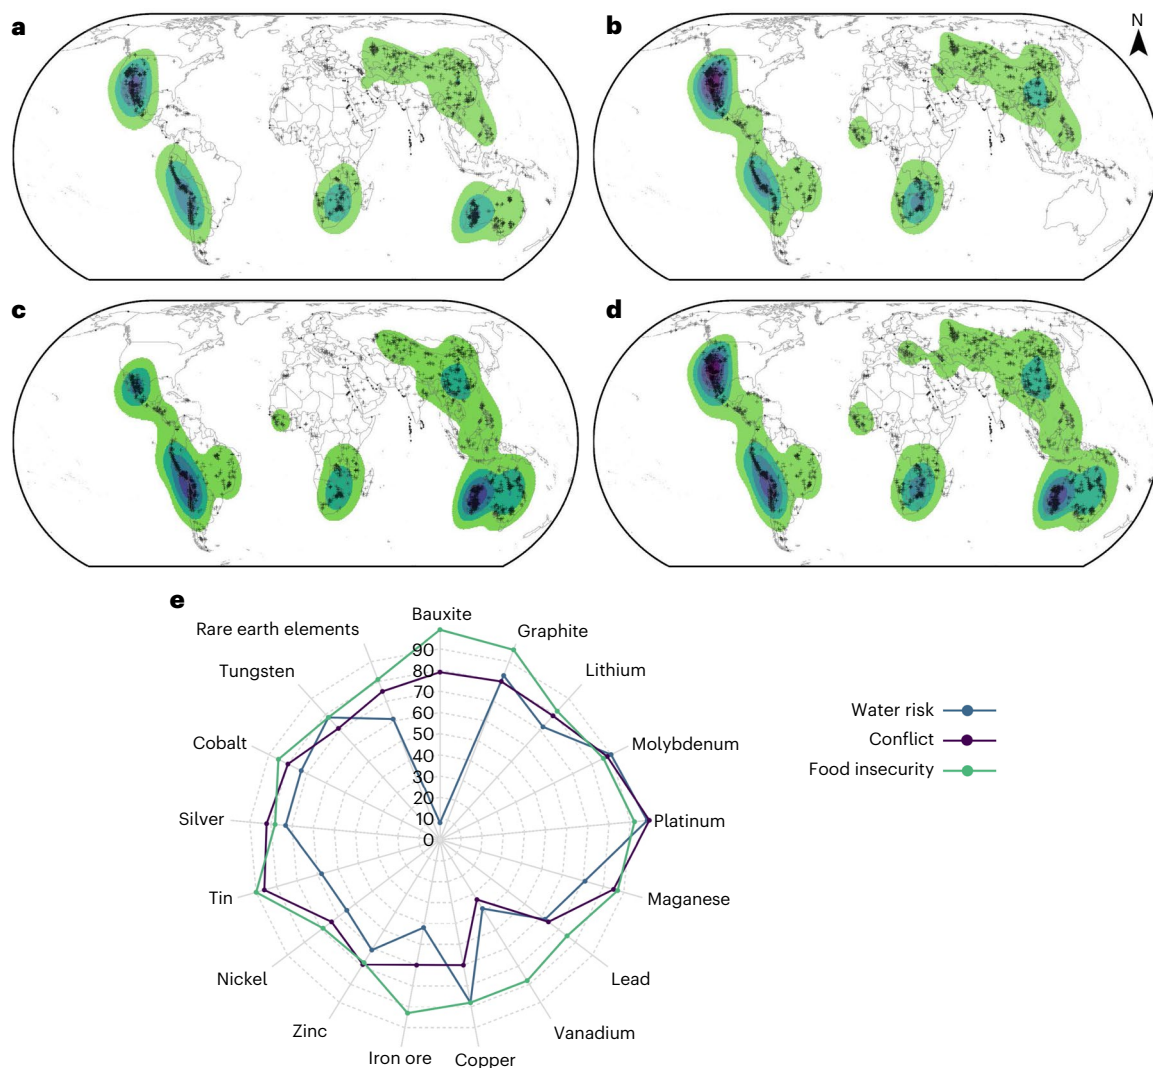 a
b
N
c
d
e
Bauxite
Graphite
Lithium
Molybdenum
Platinum
Maganese
Lead
Vanadium
Copper
Iron ore
Zinc
Nickel
Tin
Silver
Cobalt
Tungsten
Rare earth elements
90
80
70
60
50
40
30
20
10
0
Water risk
Conflict
Food insecurity